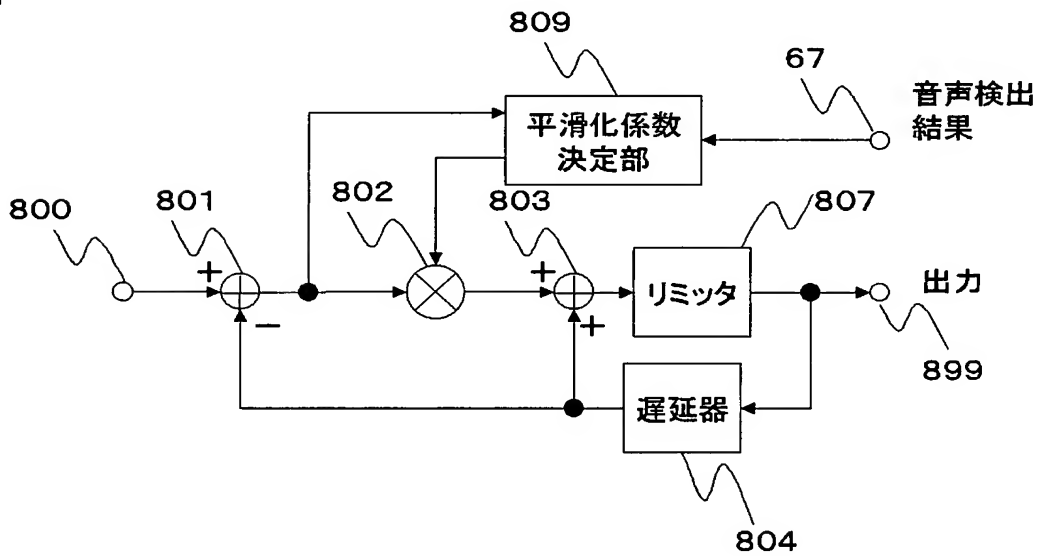 809
67
音声検出
結果
平滑化係数
決定部
800
801
802
803
807
+
+
リミッタ
出力
−
+
899
遅延器
804